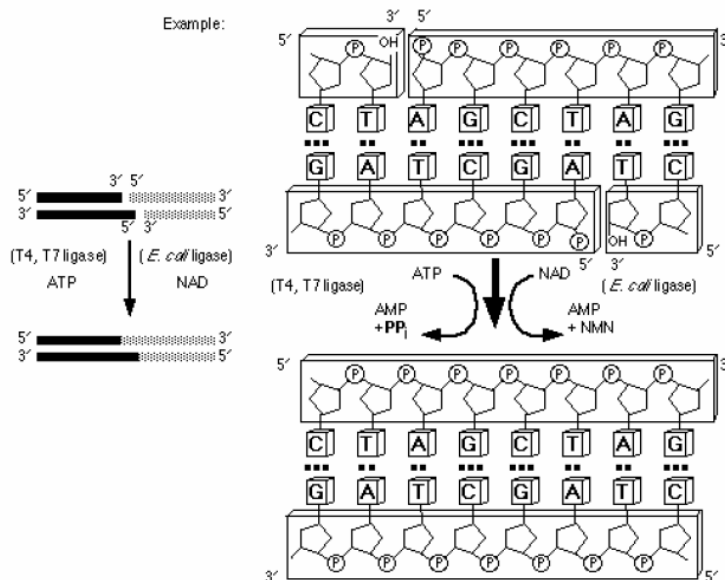 Example:
5′ OH 3′ 5′ P P P P P P P 3′
C T A G C T A G
G A T C G A T C
3′ P P P P P P 5′ OH 3′ P 5′
3′ 5′
5′ 3′
3′ 5′
5′ 3′
(T4, T7 ligase) (E. coli ligase)
ATP NAD
5′ 3′
3′ 5′
ATP NAD
(T4, T7 ligase) (E. coli ligase)
AMP AMP
+PPi + NMN
5′ P P P P P P P 3′
C T A G C T A G
G A T C G A T C
3′ P P P P P P P 5′